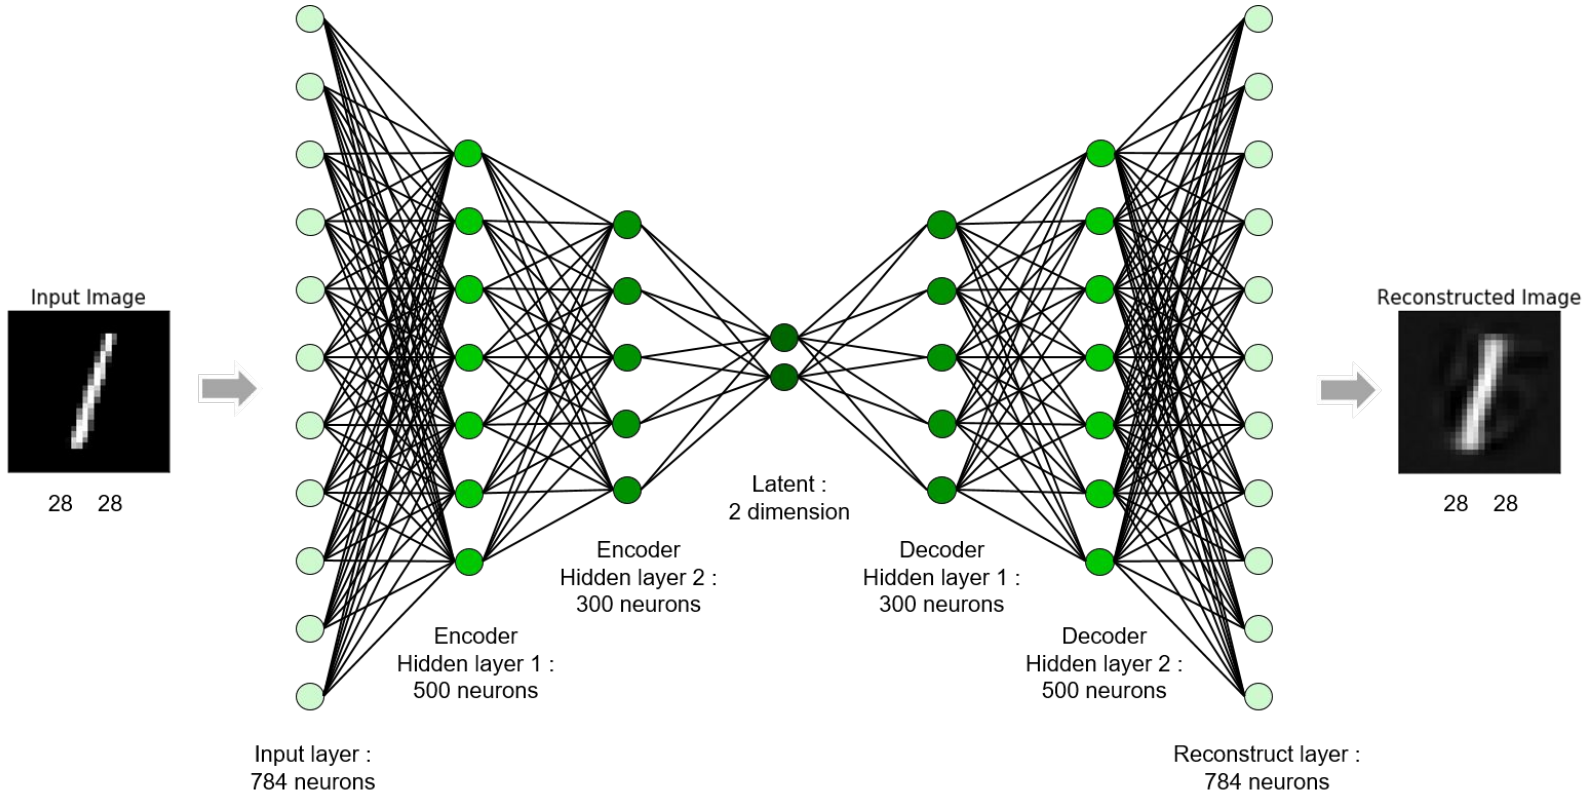 Input Image
28 28
Input layer :
784 neurons
Encoder
Hidden layer 1 :
500 neurons
Encoder
Hidden layer 2 :
300 neurons
Latent :
2 dimension
Decoder
Hidden layer 1 :
300 neurons
Decoder
Hidden layer 2 :
500 neurons
Reconstruct layer :
784 neurons
Reconstructed Image
28 28